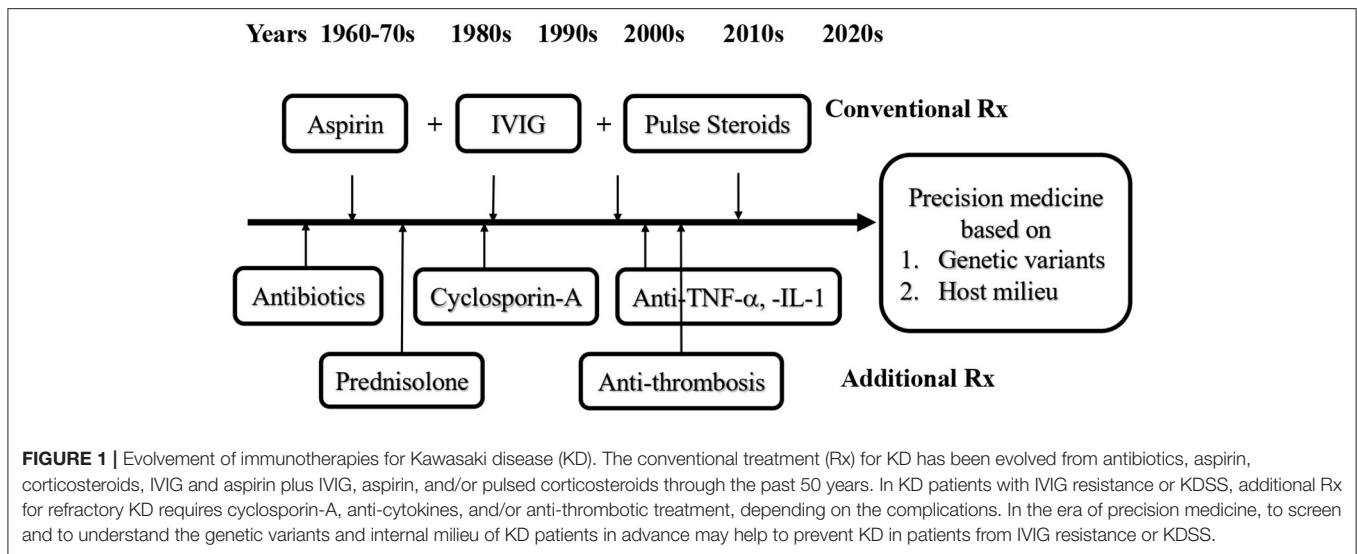 Years 1960-70s 1980s 1990s 2000s 2010s 2020s
Conventional Rx
Aspirin + IVIG + Pulse Steroids
Precision medicine
based on
1. Genetic variants
2. Host milieu
Antibiotics Cyclosporin-A Anti-TNF-α, -IL-1
Prednisolone Anti-thrombosis Additional Rx
FIGURE 1 | Evolvement of immunotherapies for Kawasaki disease (KD). The conventional treatment (Rx) for KD has been evolved from antibiotics, aspirin,
corticosteroids, IVIG and aspirin plus IVIG, aspirin, and/or pulsed corticosteroids through the past 50 years. In KD patients with IVIG resistance or KDSS, additional Rx
for refractory KD requires cyclosporin-A, anti-cytokines, and/or anti-thrombotic treatment, depending on the complications. In the era of precision medicine, to screen
and to understand the genetic variants and internal milieu of KD patients in advance may help to prevent KD in patients from IVIG resistance or KDSS.